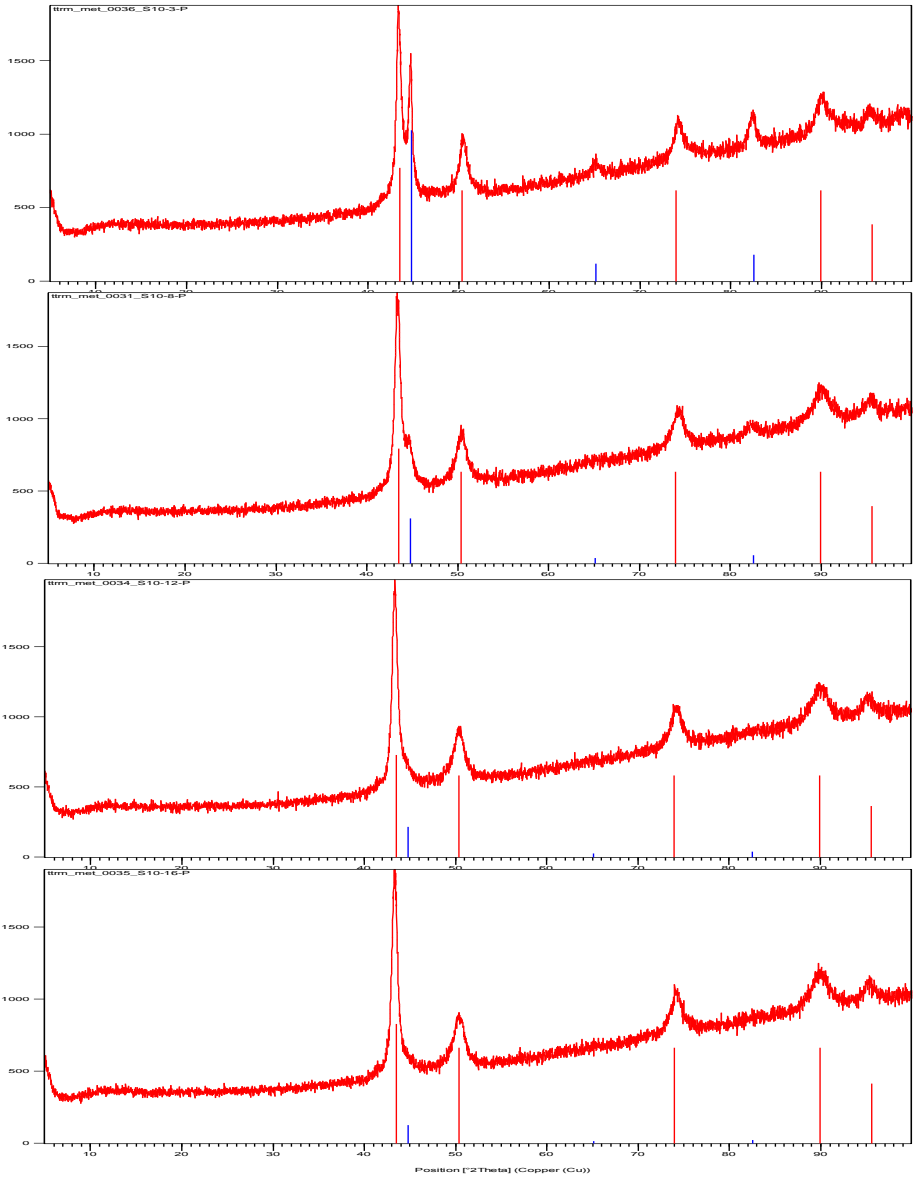 ttrm_met_0036_S10-3-P
1500
1000
500
0
10 20 30 40 50 60 70 80 90
ttrm_met_0031_S10-8-P
1500
1000
500
0
10 20 30 40 50 60 70 80 90
ttrm_met_0034_S10-12-P
1500
1000
500
0
10 20 30 40 50 60 70 80 90
ttrm_met_0035_S10-16-P
1500
1000
500
0
10 20 30 40 50 60 70 80 90
Position [°2Theta] (Copper (Cu))